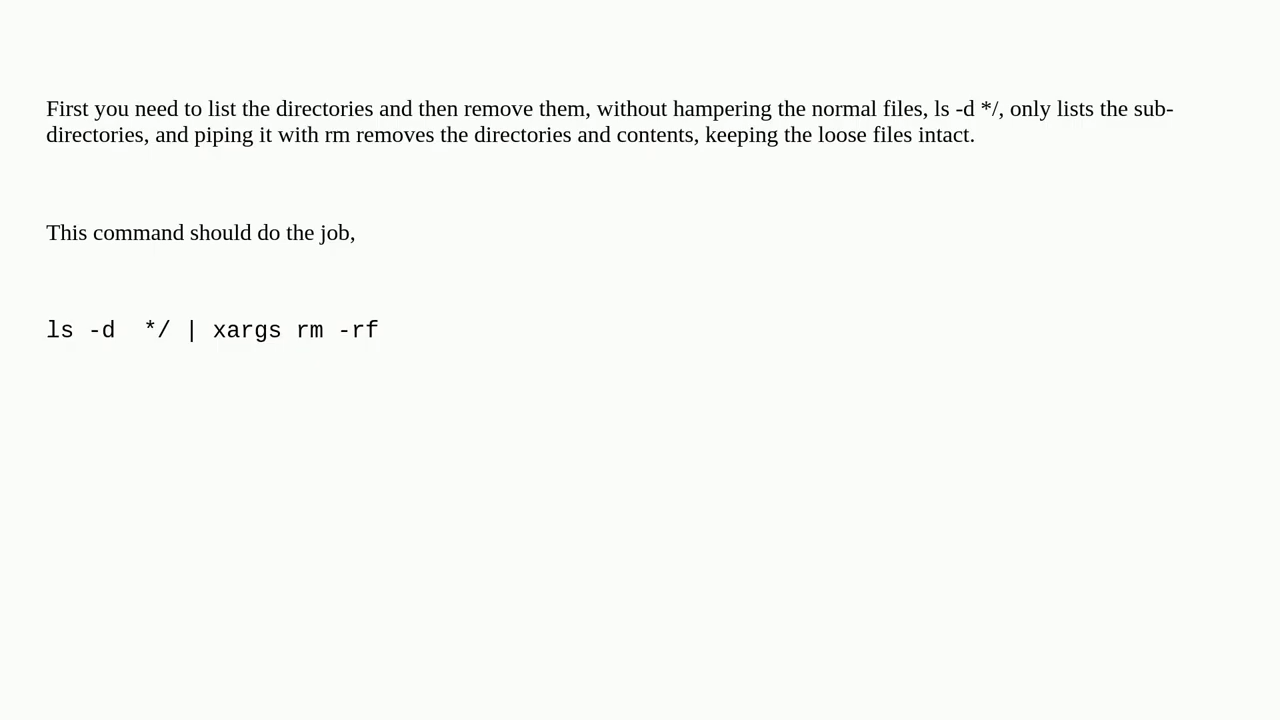 First you need to list the directories and then remove them, without hampering the normal files, ls -d */, only lists the sub-
directories, and piping it with rm removes the directories and contents, keeping the loose files intact.
This command should do the job,
ls -d  */ | xargs rm -rf